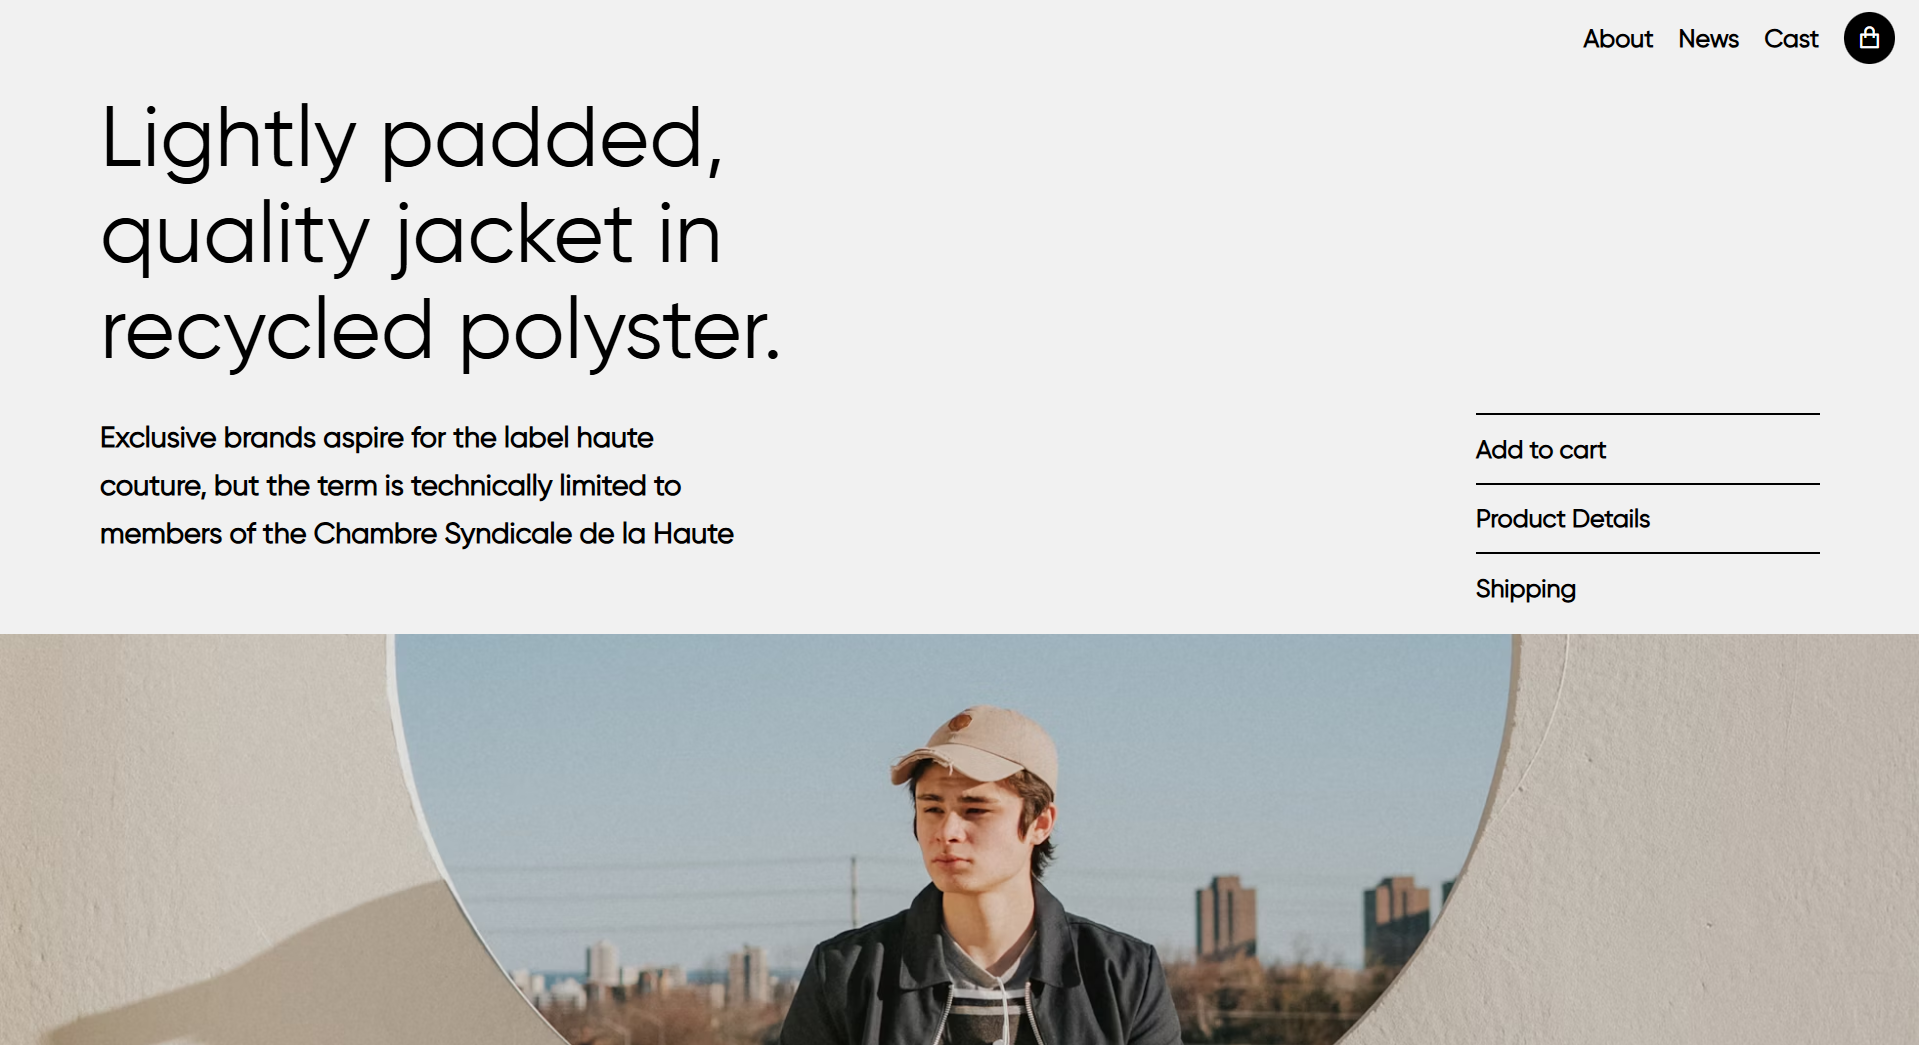 About News Cast
Lightly padded,
quality jacket in
recycled polyster.
Exclusive brands aspire for the label haute
couture, but the term is technically limited to
members of the Chambre Syndicale de la Haute
Add to cart
Product Details
Shipping